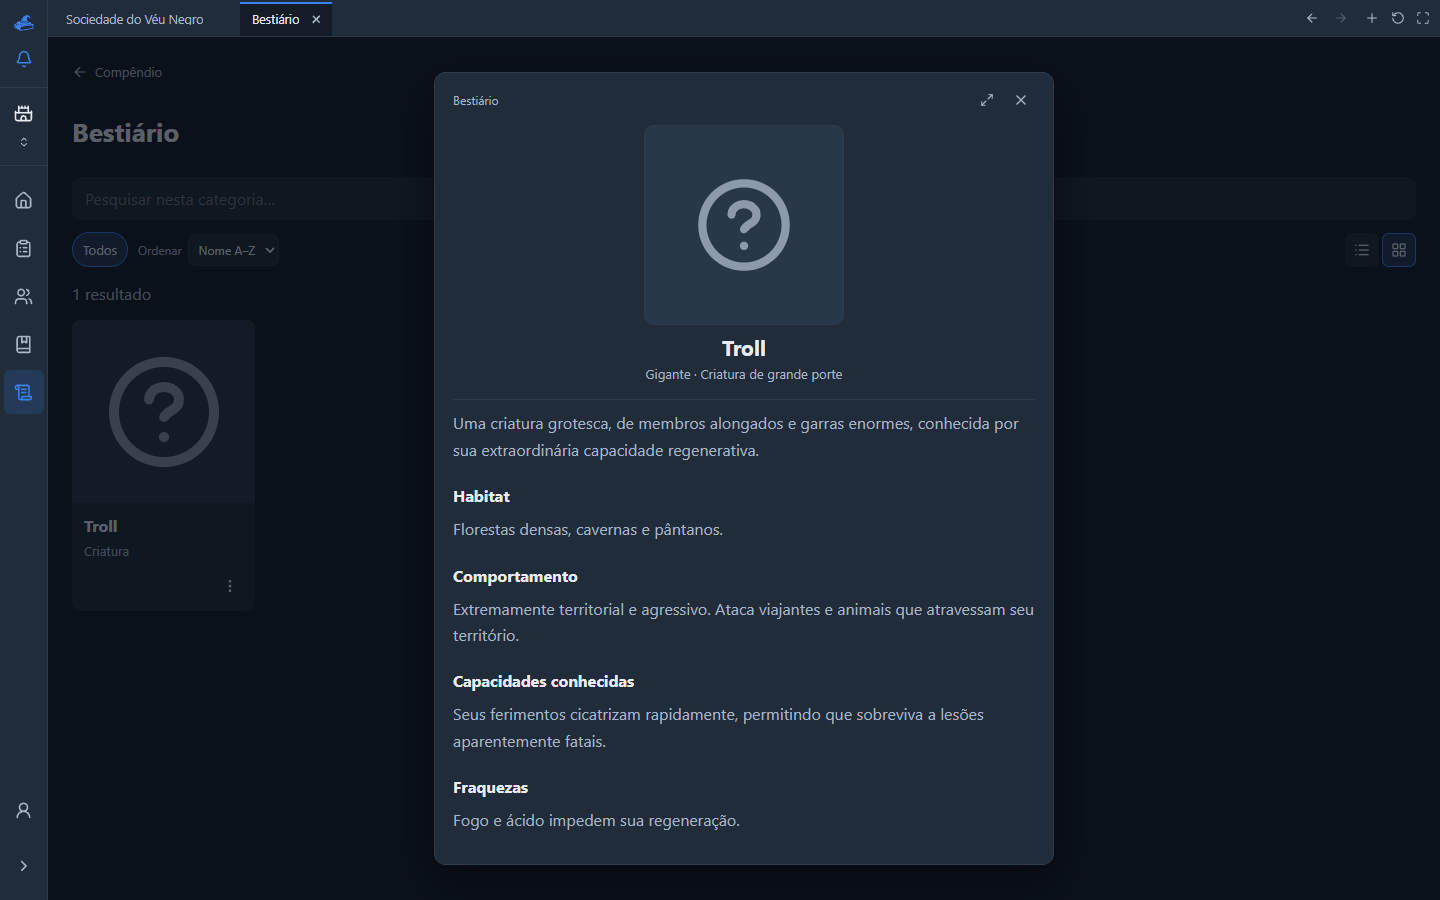 Sociedade do Véu Negro
Bestiário
Compêndio
Bestiário
Pesquisar nesta categoria...
Todos
Ordenar
Nome A–Z
1 resultado
Troll
Criatura
Bestiário
Troll
Gigante · Criatura de grande porte
Uma criatura grotesca, de membros alongados e garras enormes, conhecida por
sua extraordinária capacidade regenerativa.
Habitat
Florestas densas, cavernas e pântanos.
Comportamento
Extremamente territorial e agressivo. Ataca viajantes e animais que atravessam seu
território.
Capacidades conhecidas
Seus ferimentos cicatrizam rapidamente, permitindo que sobreviva a lesões
aparentemente fatais.
Fraquezas
Fogo e ácido impedem sua regeneração.